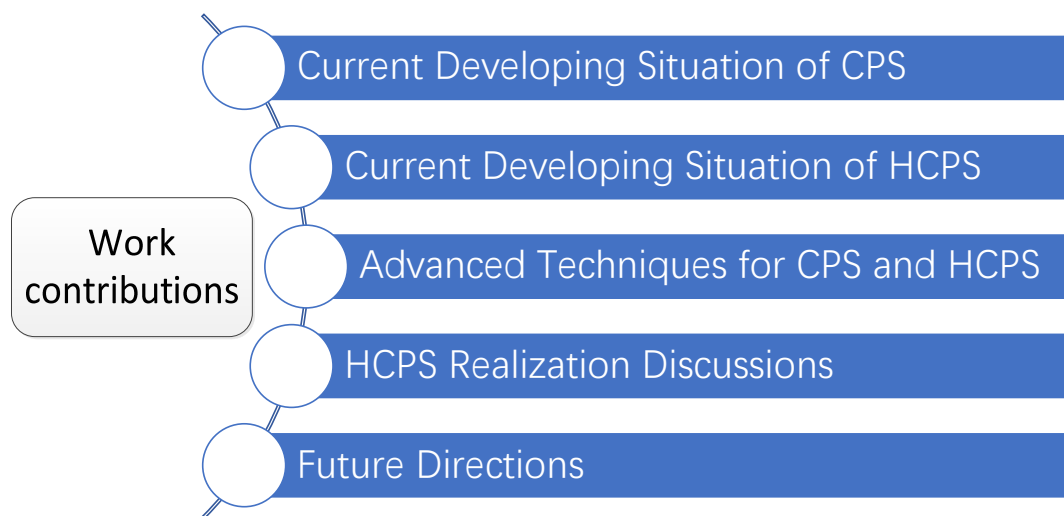 Current Developing Situation of CPS
Current Developing Situation of HCPS
Work
contributions
Advanced Techniques for CPS and HCPS
HCPS Realization Discussions
Future Directions